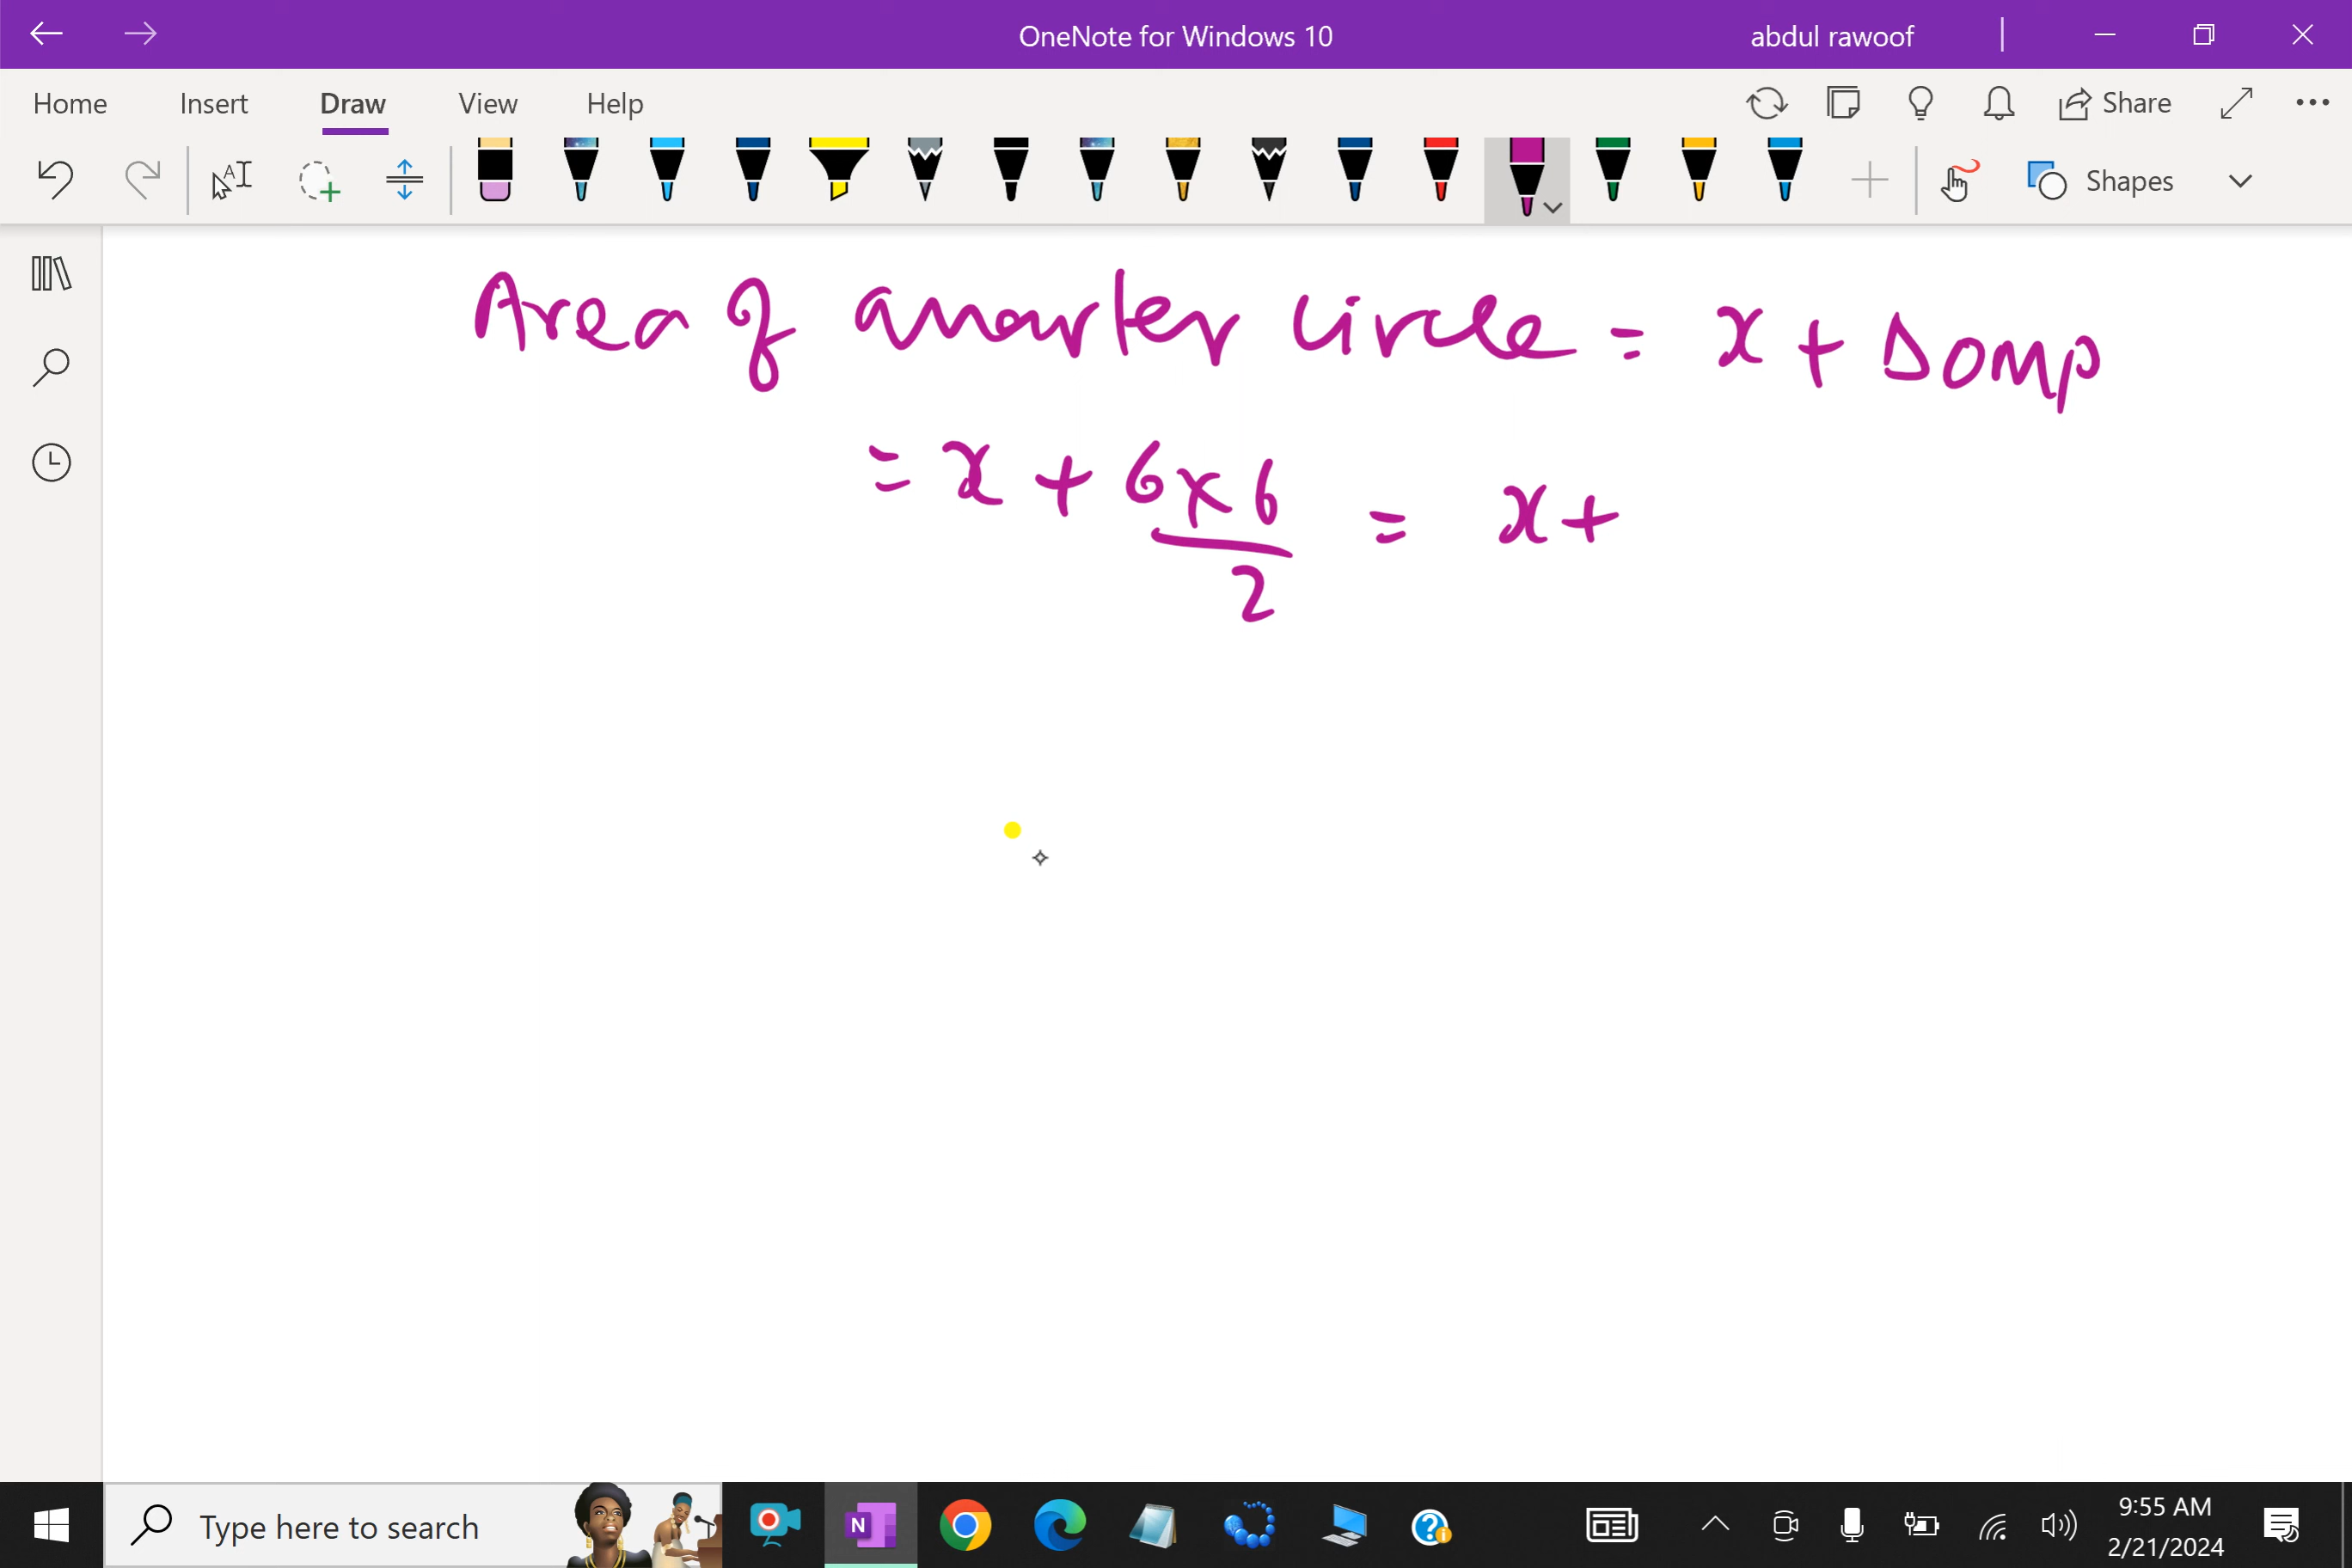 OneNote for Windows 10
abdul rawoof
Home Insert Draw View Help
Share
Shapes
Area of quarter circle = x + Δ OMP
= x + 6x6/2 = x+
Type here to search
9:55 AM
2/21/2024